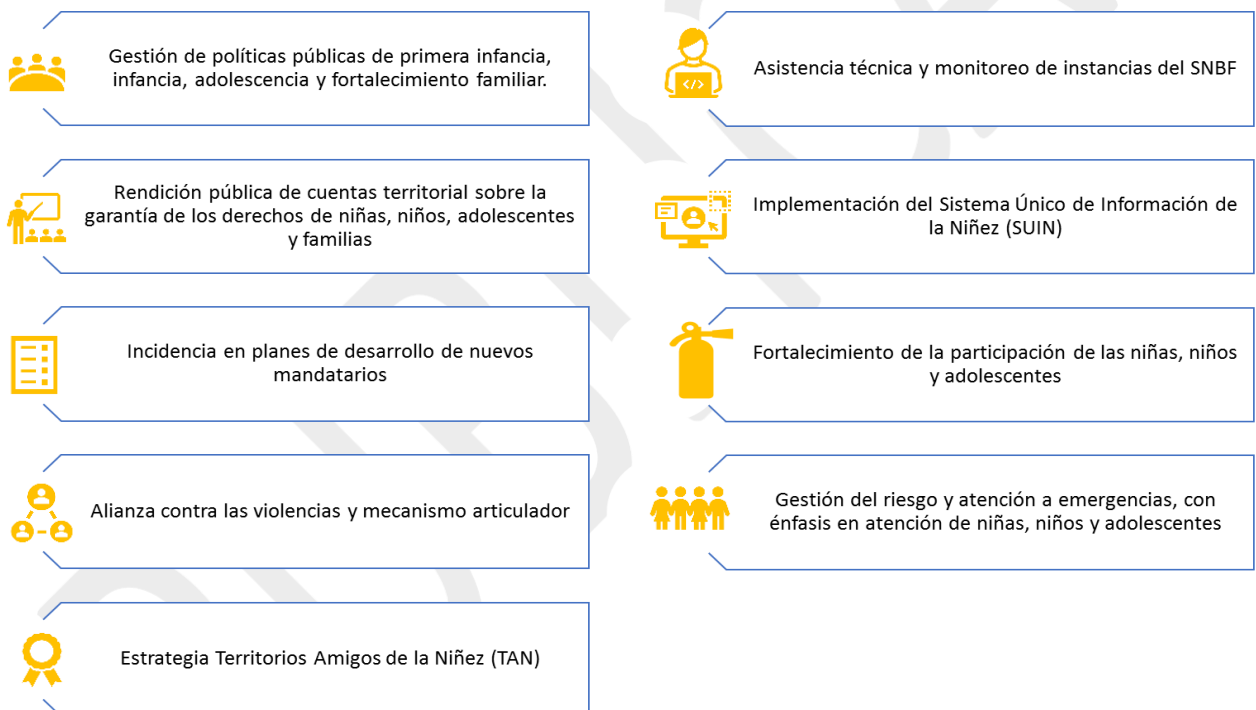 Gestión de políticas públicas de primera infancia,
infancia, adolescencia y fortalecimiento familiar.
Asistencia técnica y monitoreo de instancias del SNBF
Rendición pública de cuentas territorial sobre la
garantía de los derechos de niñas, niños, adolescentes
y familias
Implementación del Sistema Único de Información de
la Niñez (SUIN)
Incidencia en planes de desarrollo de nuevos
mandatarios
Fortalecimiento de la participación de las niñas, niños
y adolescentes
Alianza contra las violencias y mecanismo articulador
Gestión del riesgo y atención a emergencias, con
énfasis en atención de niñas, niños y adolescentes
Estrategia Territorios Amigos de la Niñez (TAN)